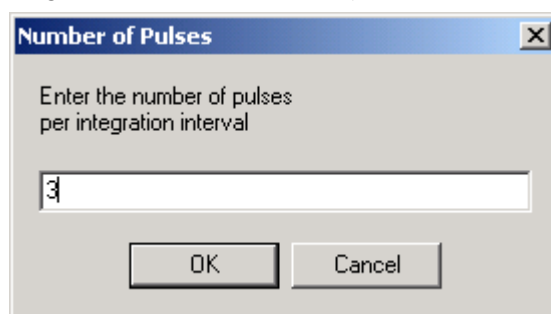 Number of Pulses
Enter the number of pulses
per integration interval
3
OK Cancel